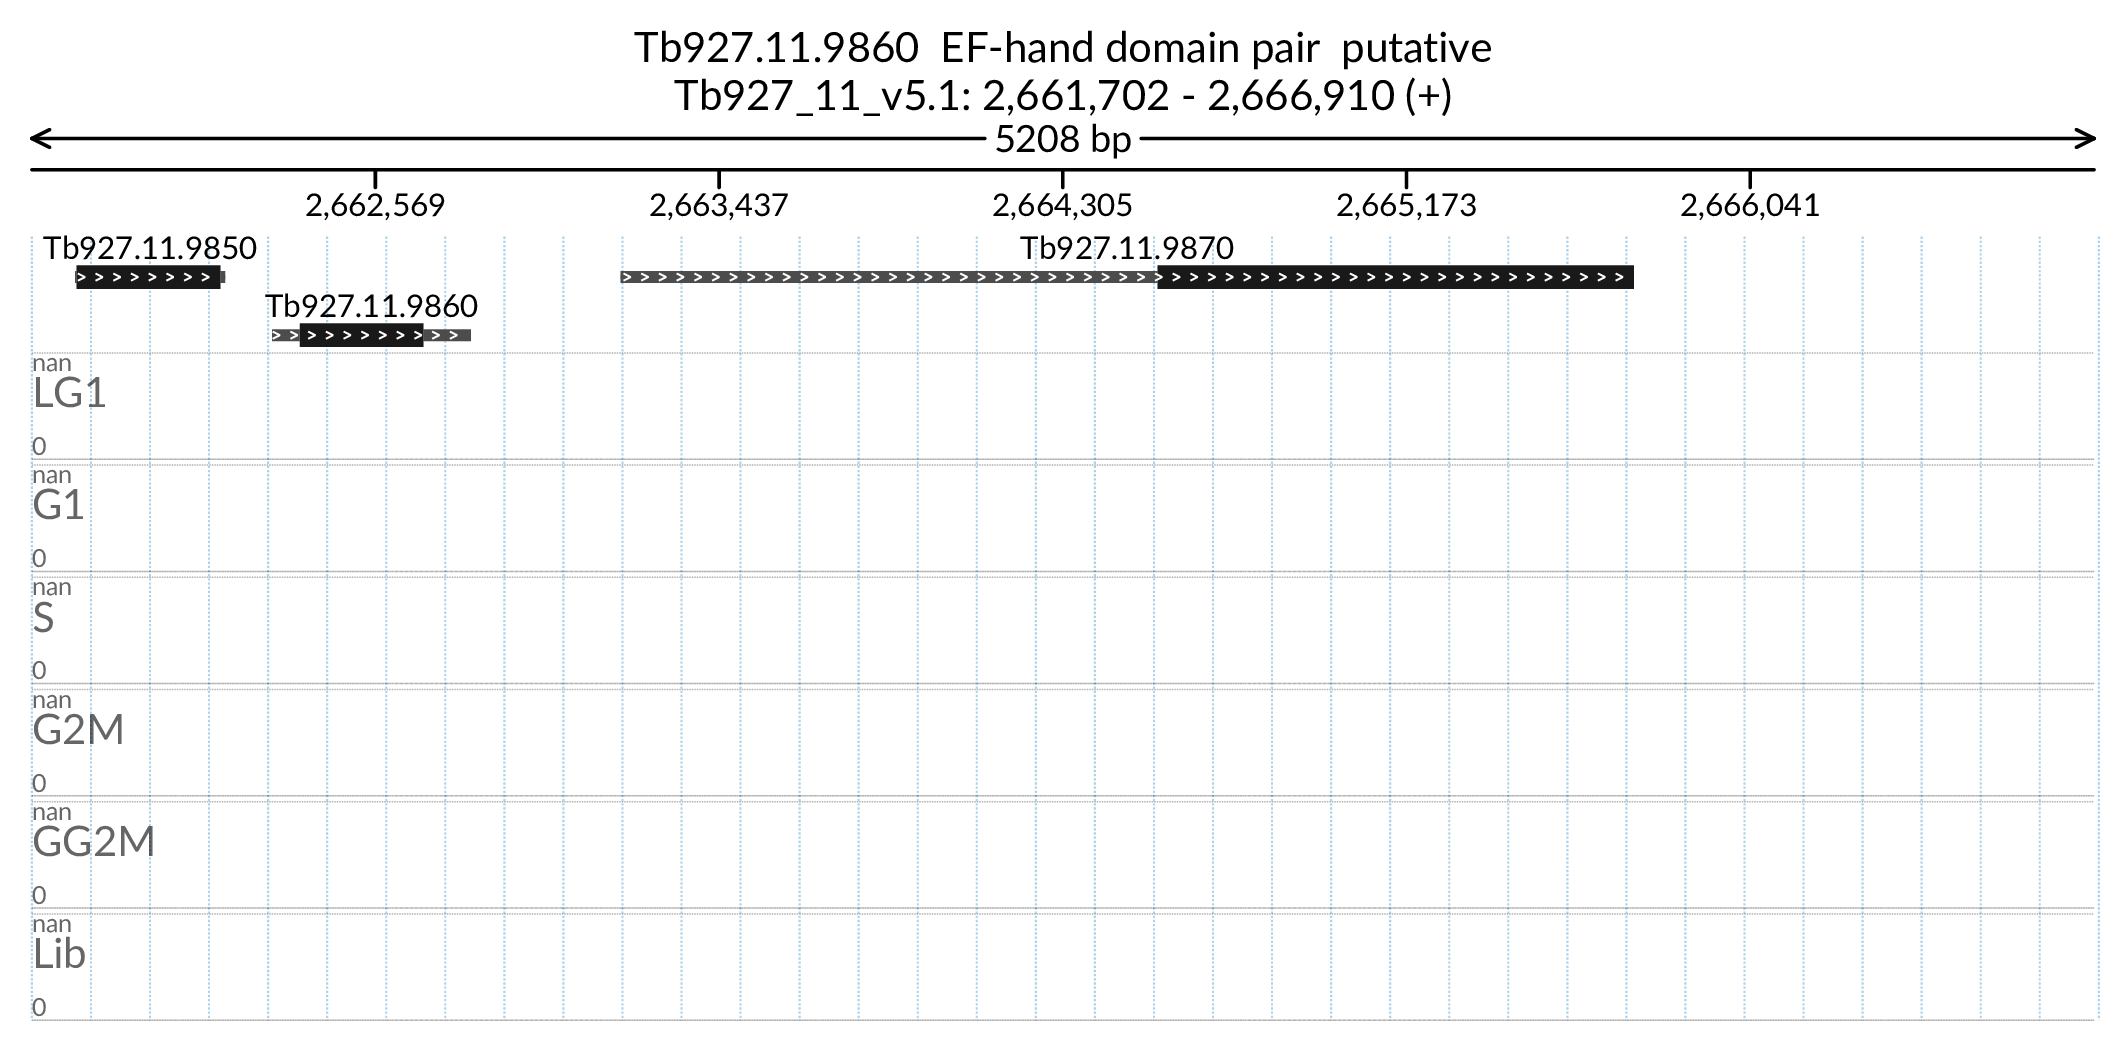 Tb927.11.9860  EF-hand domain pair  putative
Tb927_11_v5.1: 2,661,702 - 2,666,910 (+)
5208 bp
2,662,569 2,663,437 2,664,305 2,665,173 2,666,041
Tb927.11.9850 Tb927.11.9870
Tb927.11.9860
nan
LG1
0
nan
G1
0
nan
S
0
nan
G2M
0
nan
GG2M
0
nan
Lib
0